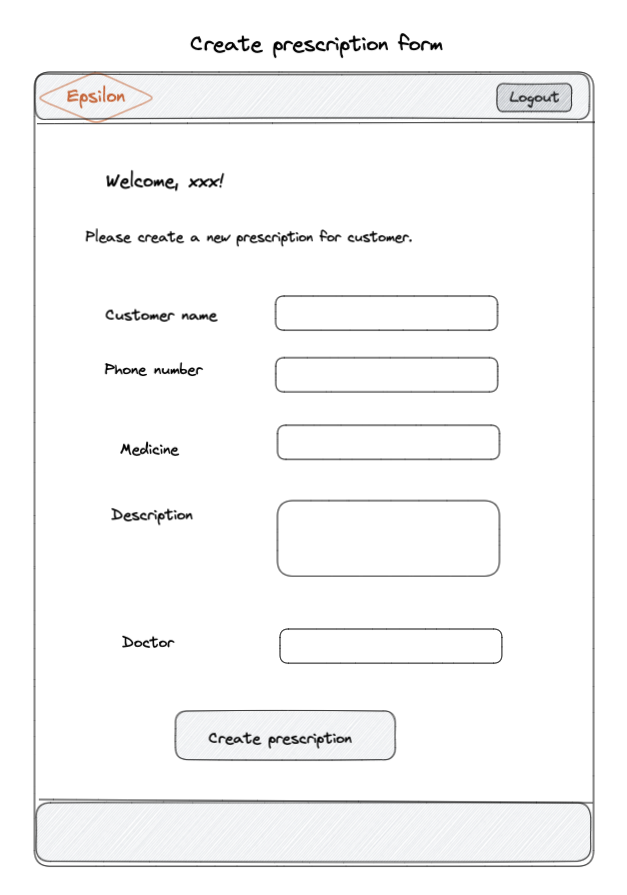 Create prescription form
Epsilon
Logout
Welcome, xxx!
Please create a new prescription for customer.
Customer name
Phone number
Medicine
Description
Doctor
Create prescription